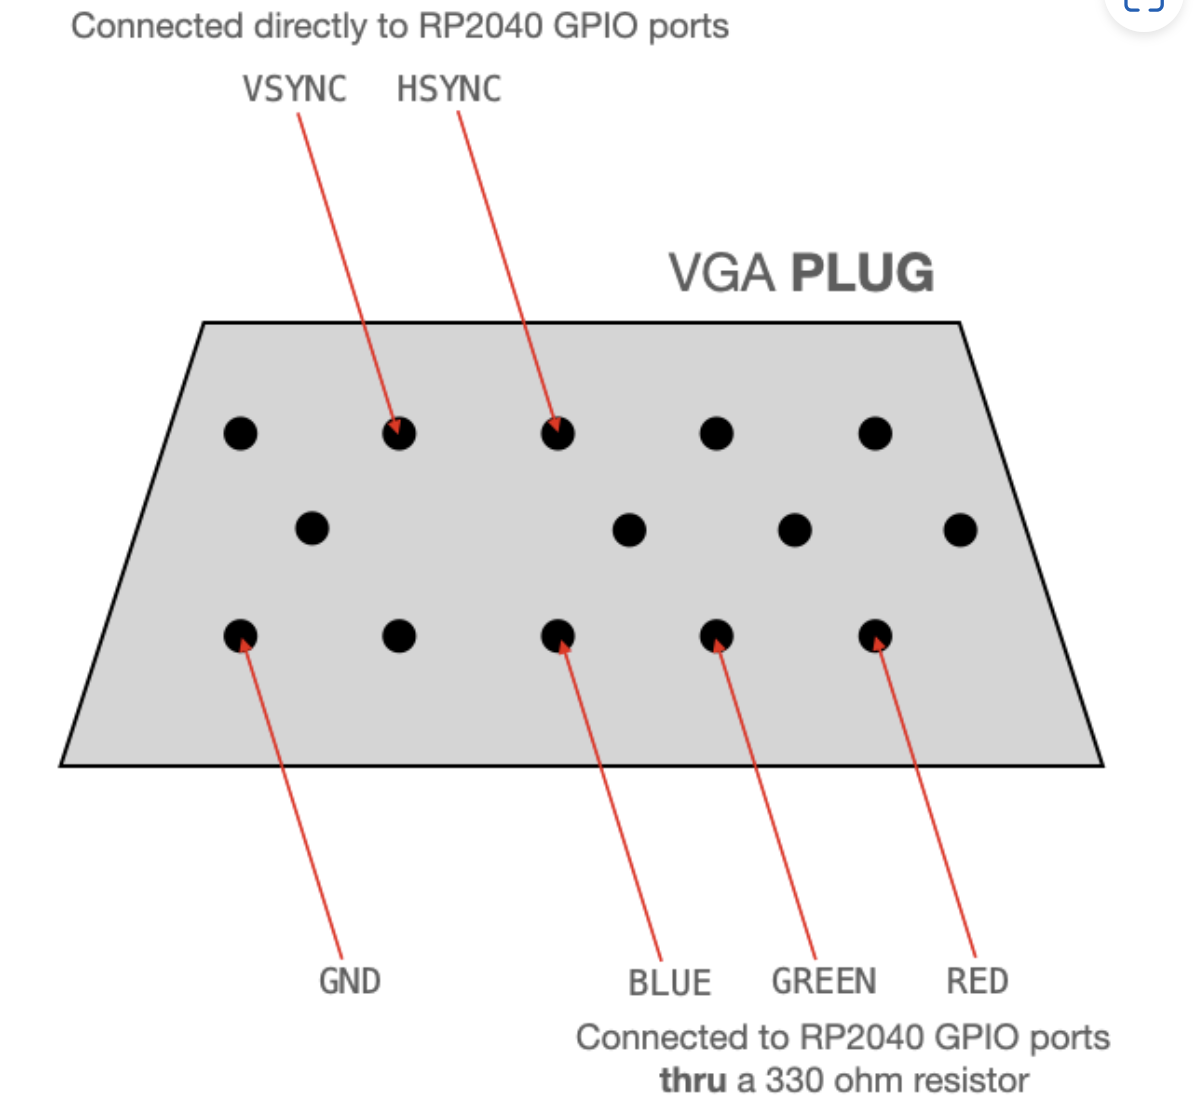 Connected directly to RP2040 GPIO ports
VSYNC HSYNC
VGA PLUG
GND BLUE GREEN RED
Connected to RP2040 GPIO ports
thru a 330 ohm resistor